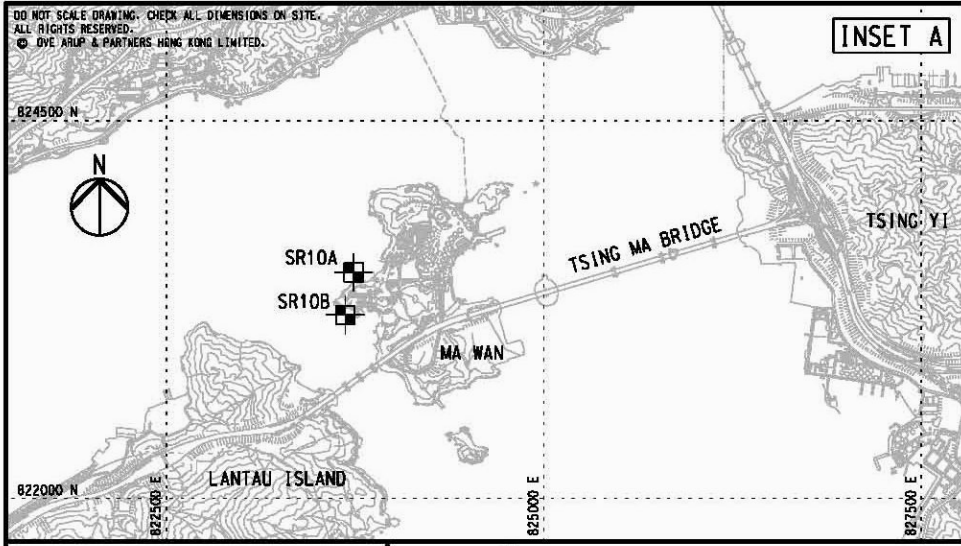 DO NOT SCALE DRAWING. CHECK ALL DIMENSIONS ON SITE.
ALL RIGHTS RESERVED.
© OVE ARUP & PARTNERS HONG KONG LIMITED.
INSET A
824500 N
N
TSING YI
TSING MA BRIDGE
SR10A
SR10B
MA WAN
LANTAU ISLAND
822000 N
822500 E
825000 E
827500 E